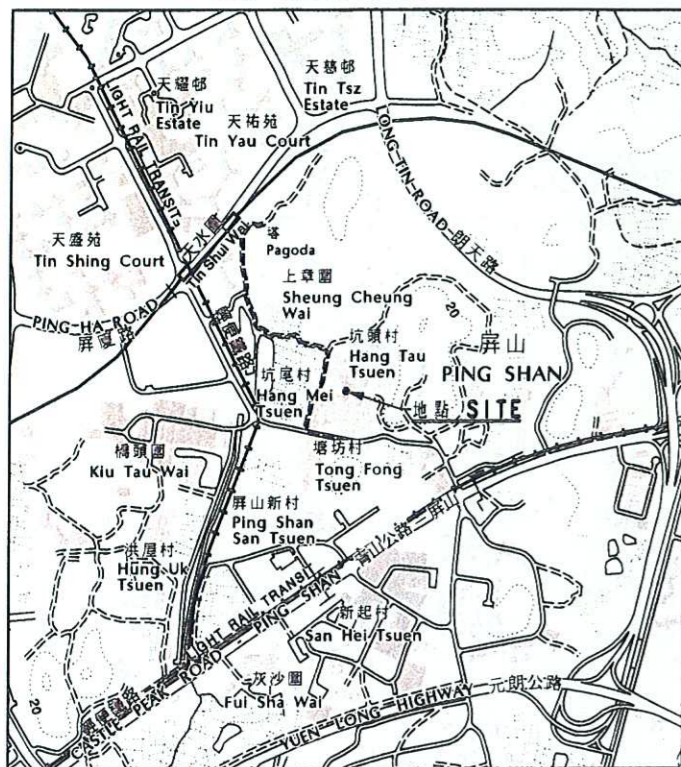 天慈邨
Tin Tsz
Estate
天耀邨
Tin Yiu
Estate
天祐苑
Tin Yau Court
LIGHT RAIL TRANSIT
LONG TIN ROAD 朗天路
天水圍
Tin Shui Wai
塔
Pagoda
天盛苑
Tin Shing Court
上章圍
Sheung Cheung
Wai
PING HA ROAD
屏廈路
20
坑頭村
Hang Tau
Tsuen
屏山
PING SHAN
坑尾村
Hang Mei
Tsuen
地點 SITE
橋頭圍
Kiu Tau Wai
塘坊村
Tong Fong
Tsuen
屏山新村
Ping Shan
San Tsuen
洪屋村
Hung Uk
Tsuen
LIGHT RAIL TRANSIT
CASTLE PEAK ROAD - PING SHAN 青山公路－屏山
新起村
San Hei Tsuen
灰沙圍
Fui Sha Wai
20
YUEN LONG HIGHWAY 元朗公路